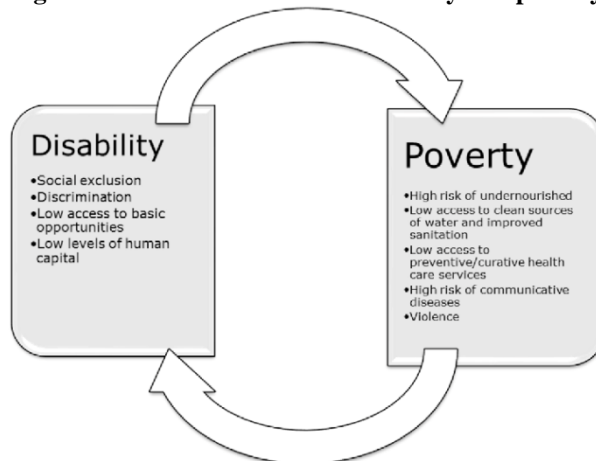 Disability
•Social exclusion
•Discrimination
•Low access to basic
opportunities
•Low levels of human
capital
Poverty
•High risk of undernourished
•Low access to clean sources
of water and improved
sanitation
•Low access to
preventive/curative health
care services
•High risk of communicative
diseases
•Violence